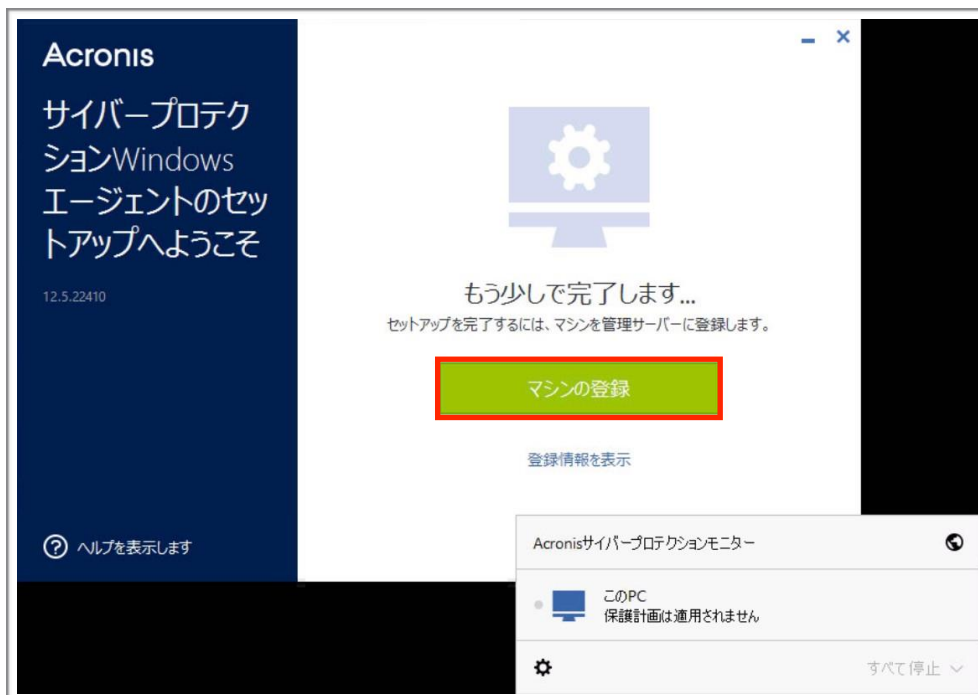 Acronis
サイバープロテク
ションWindows
エージェントのセッ
トアップへようこそ
12.5.22410
もう少しで完了します...
セットアップを完了するには、マシンを管理サーバーに登録します。
マシンの登録
登録情報を表示
ヘルプを表示します
Acronisサイバープロテクションモニター
このPC
保護計画は適用されません
すべて停止